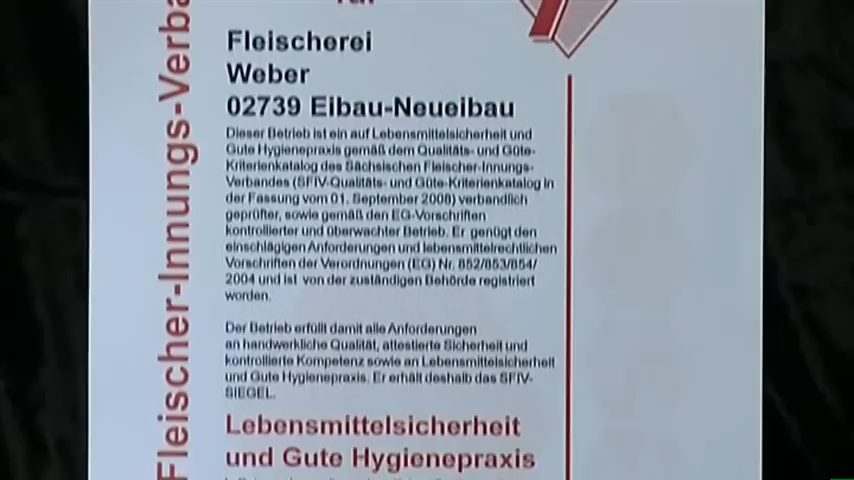 Fleischer-Innungs-Verba
Fleischerei
Weber
02739 Eibau-Neueibau
Dieser Betrieb ist ein auf Lebensmittelsicherheit und
Gute Hygienepraxis gemäß dem Qualitäts- und Güte-
Kriterienkatalog des Sächsischen Fleischer-Innungs-
Verbandes (SFIV-Qualitäts- und Güte-Kriterienkatalog in
der Fassung vom 01. September 2008) verbandlich
geprüfter, sowie gemäß den EG-Vorschriften
kontrollierter und überwachter Betrieb. Er genügt den
einschlägigen Anforderungen und lebensmittelrechtlichen
Vorschriften der Verordnungen (EG) Nr. 852/853/854/
2004 und ist von der zuständigen Behörde registriert
worden.
Der Betrieb erfüllt damit alle Anforderungen
an handwerkliche Qualität, attestierte Sicherheit und
kontrollierte Kompetenz sowie an Lebensmittelsicherheit
und Gute Hygienepraxis. Er erhält deshalb das SFIV-
SIEGEL.
Lebensmittelsicherheit
und Gute Hygienepraxis